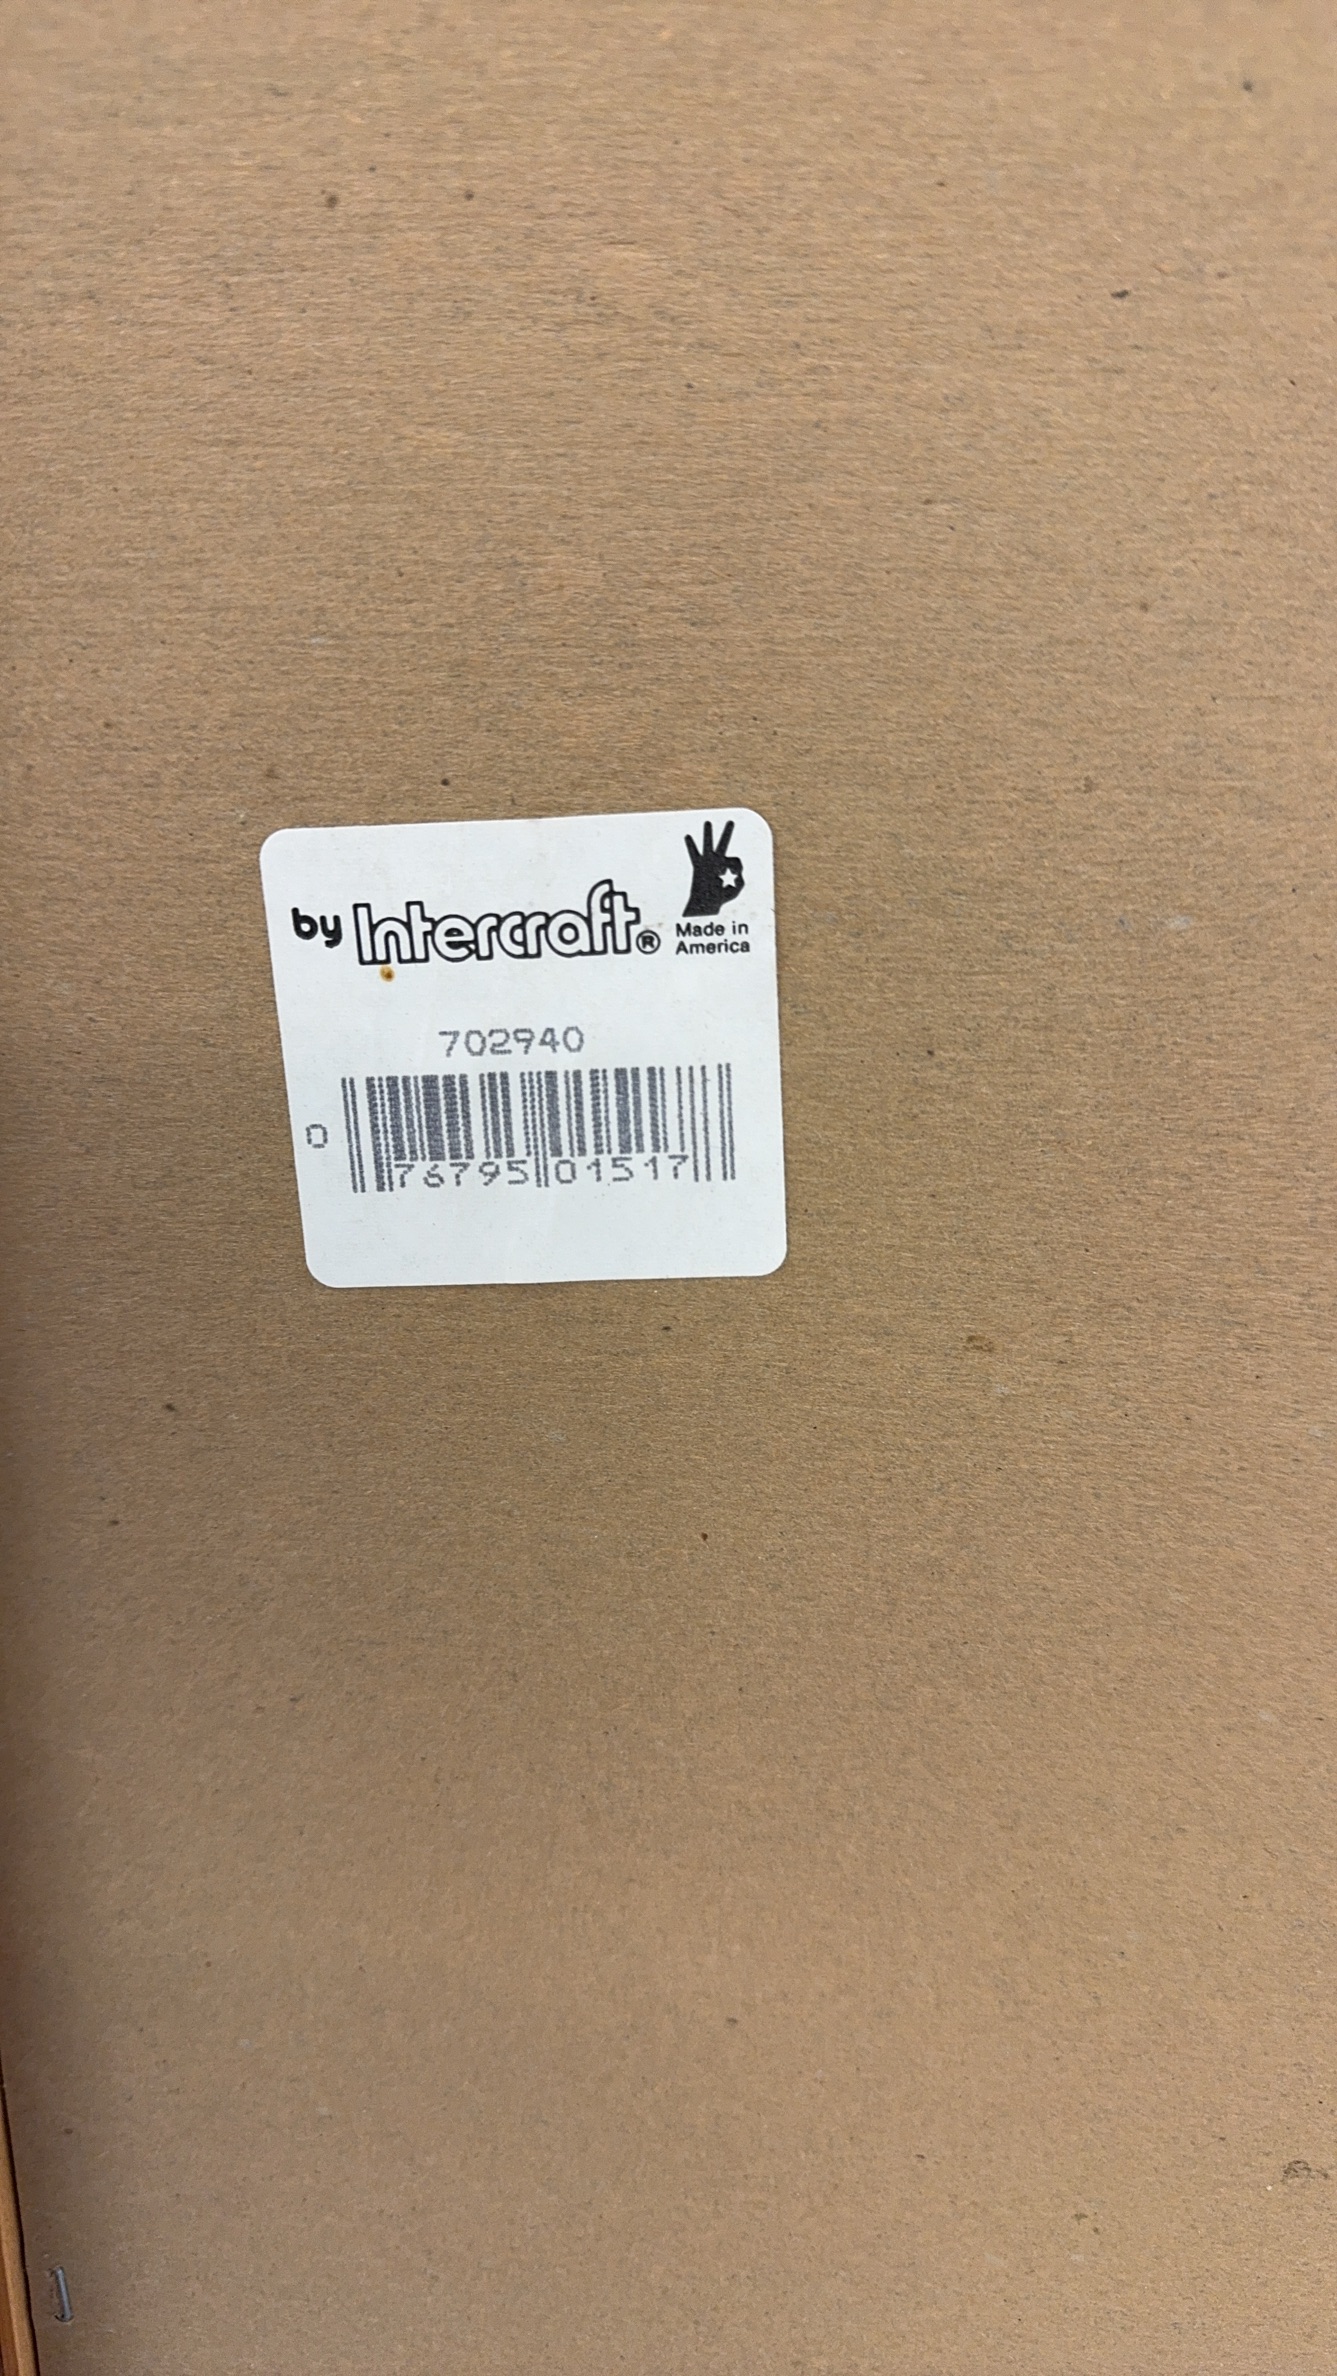 by Intercraft®
Made in
America
702940
0 76795 01517